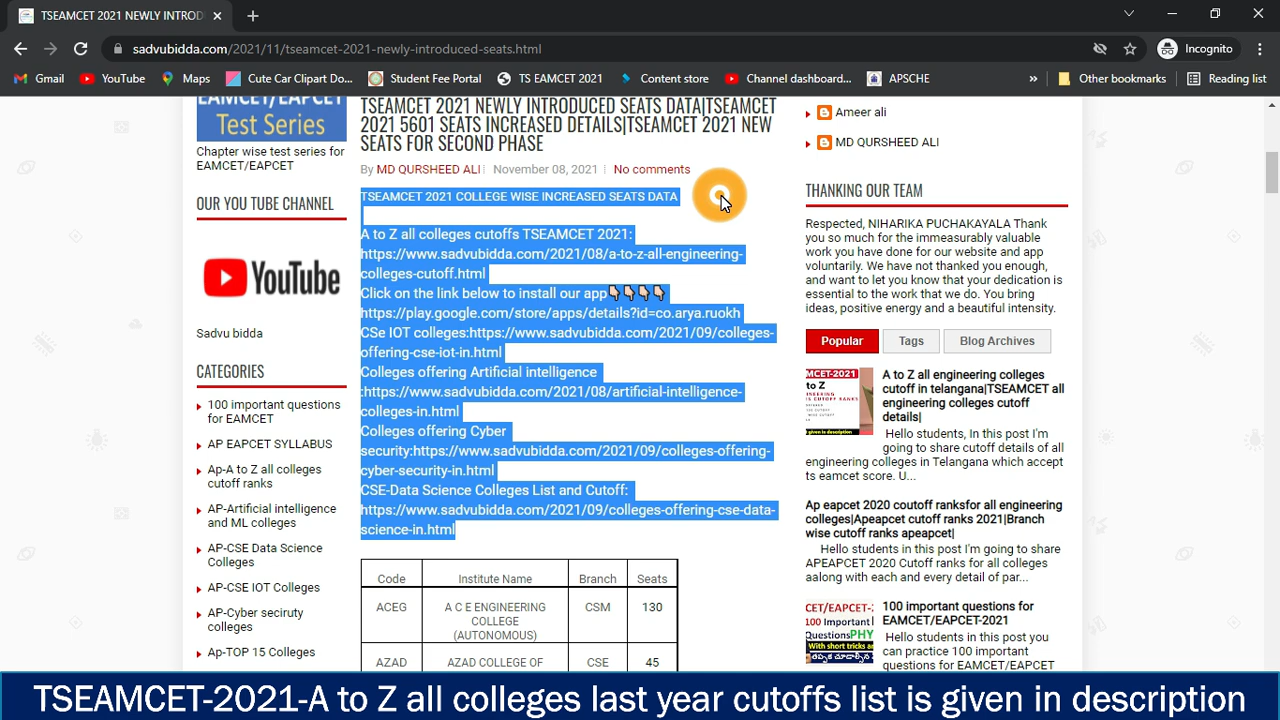 TSEAMCET 2021 NEWLY INTROD
sadvubidda.com/2021/11/tseamcet-2021-newly-introduced-seats.html
Incognito
Gmail
YouTube
Maps
Cute Car Clipart Do...
Student Fee Portal
TS EAMCET 2021
Content store
Channel dashboard...
APSCHE
»
Other bookmarks
Reading list
EAMCET/EAPCET
Test Series
Chapter wise test series for
EAMCET/EAPCET
OUR YOU TUBE CHANNEL
YouTube
Sadvu bidda
CATEGORIES
100 important questions
for EAMCET
AP EAPCET SYLLABUS
Ap-A to Z all colleges
cutoff ranks
AP-Artificial intelligence
and ML colleges
AP-CSE Data Science
Colleges
AP-CSE IOT Colleges
AP-Cyber seciruty
colleges
Ap-TOP 15 Colleges
TSEAMCET 2021 NEWLY INTRODUCED SEATS DATA|TSEAMCET
2021 5601 SEATS INCREASED DETAILS|TSEAMCET 2021 NEW
SEATS FOR SECOND PHASE
By MD QURSHEED ALI November 08, 2021 No comments
TSEAMCET 2021 COLLEGE WISE INCREASED SEATS DATA
A to Z all colleges cutoffs TSEAMCET 2021:
https://www.sadvubidda.com/2021/08/a-to-z-all-engineering-
colleges-cutoff.html
Click on the link below to install our app👇👇👇👇
https://play.google.com/store/apps/details?id=co.arya.ruokh
CSe IOT colleges:https://www.sadvubidda.com/2021/09/colleges-
offering-cse-iot-in.html
Colleges offering Artificial intelligence
:https://www.sadvubidda.com/2021/08/artificial-intelligence-
colleges-in.html
Colleges offering Cyber
security:https://www.sadvubidda.com/2021/09/colleges-offering-
cyber-security-in.html
CSE-Data Science Colleges List and Cutoff:
https://www.sadvubidda.com/2021/09/colleges-offering-cse-data-
science-in.html
Code Institute Name Branch Seats
ACEG A C E ENGINEERING CSM 130
COLLEGE
(AUTONOMOUS)
AZAD AZAD COLLEGE OF CSE 45
Ameer ali
MD QURSHEED ALI
THANKING OUR TEAM
Respected, NIHARIKA PUCHAKAYALA Thank
you so much for the immeasurably valuable
work you have done for our website and app
voluntarily. We have not thanked you enough,
and want to let you know that your dedication is
essential to the work that we do. You bring
ideas, positive energy and a beautiful intensity.
Popular Tags Blog Archives
A to Z all engineering colleges
cutoff in telangana|TSEAMCET all
engineering colleges cutoff
details|
Hello students, In this post I'm
going to share cutoff details of all
engineering colleges in Telangana which accept
ts eamcet score. U...
Ap eapcet 2020 coutoff ranksfor all engineering
colleges|Apeapcet cutoff ranks 2021|Branch
wise cutoff ranks apeapcet|
Hello students in this post I'm going to share
APEAPCET 2020 Cutoff ranks for all colleges
aalong with each and every detail of par...
100 important questions for
EAMCET/EAPCET-2021
Hello students in this post you
can practice 100 important
questions for EAMCET/EAPCET
TSEAMCET-2021-A to Z all colleges last year cutoffs list is given in description